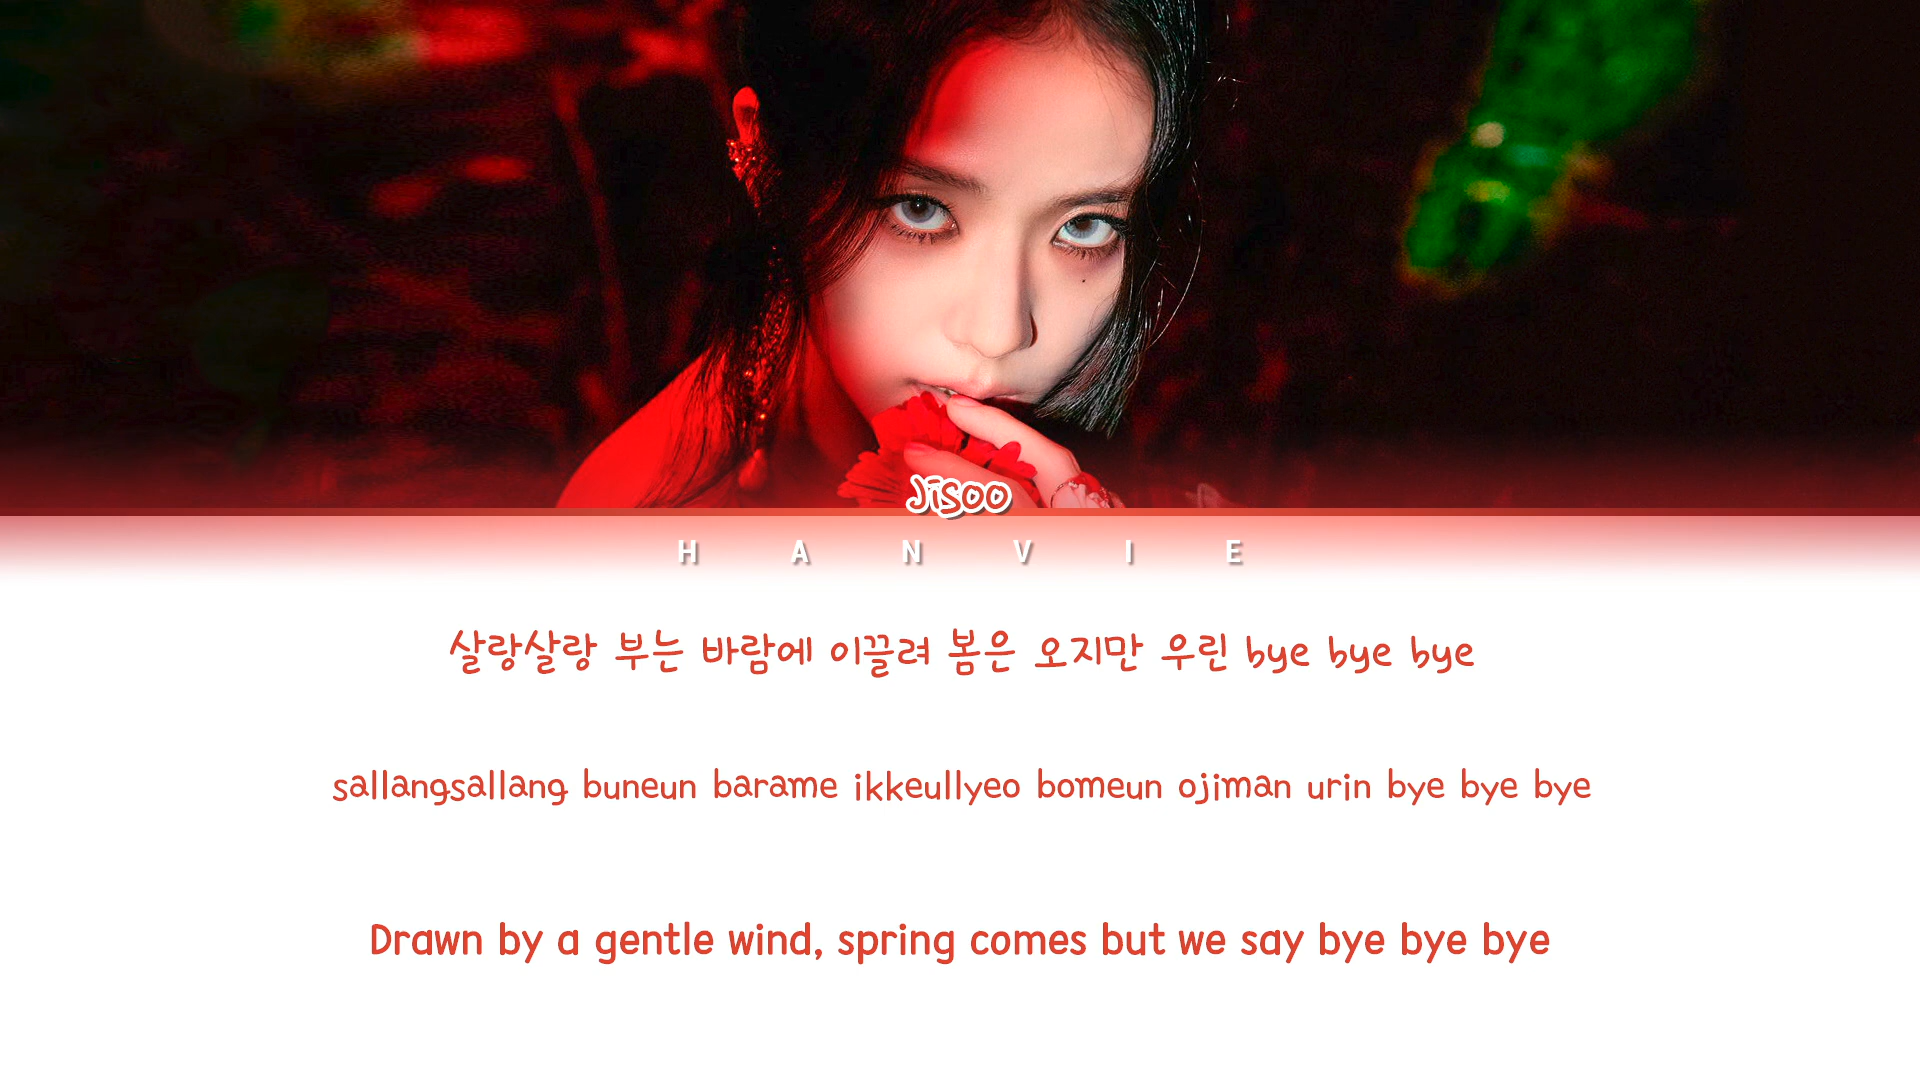 Jisoo
HANVIE
살랑살랑 부는 바람에 이끌려 봄은 오지만 우린 bye bye bye
sallangsallang buneun barame ikkeullyeo bomeun ojiman urin bye bye bye
Drawn by a gentle wind, spring comes but we say bye bye bye